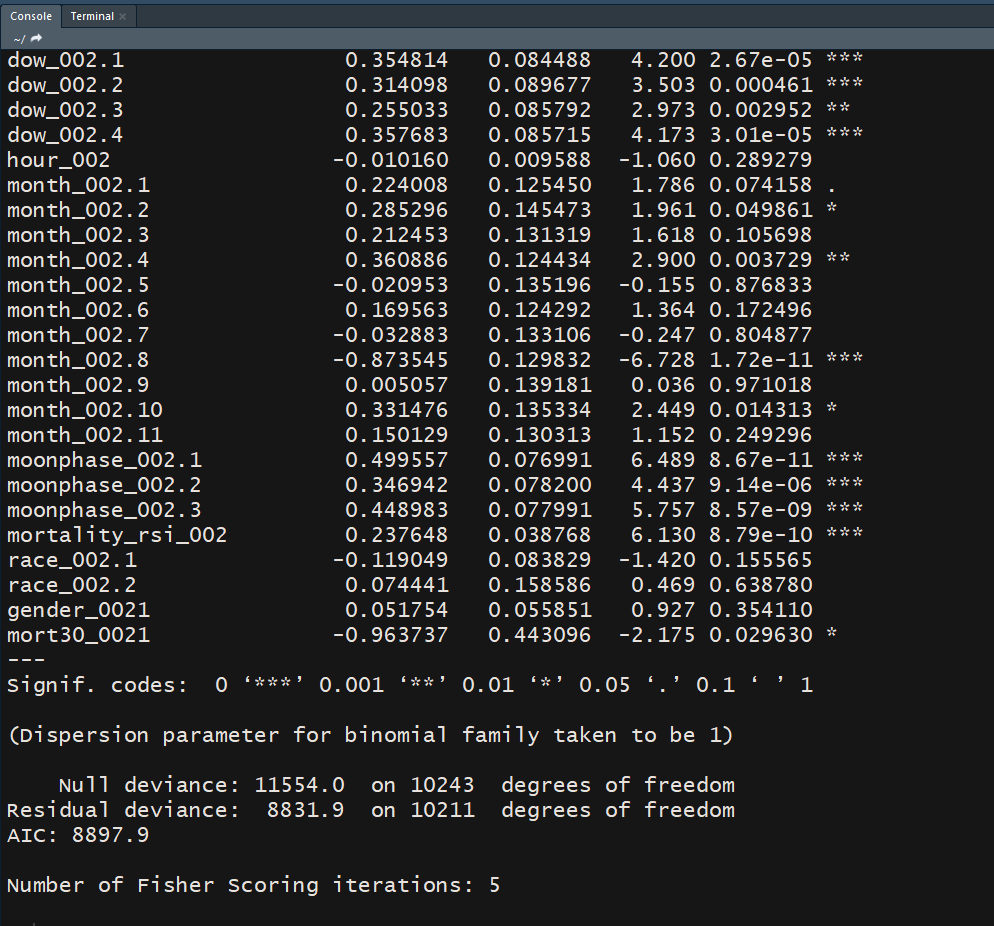 Console Terminal ×
~/
dow_002.1 0.354814 0.084488 4.200 2.67e-05 ***
dow_002.2 0.314098 0.089677 3.503 0.000461 ***
dow_002.3 0.255033 0.085792 2.973 0.002952 **
dow_002.4 0.357683 0.085715 4.173 3.01e-05 ***
hour_002 -0.010160 0.009588 -1.060 0.289279
month_002.1 0.224008 0.125450 1.786 0.074158 .
month_002.2 0.285296 0.145473 1.961 0.049861 *
month_002.3 0.212453 0.131319 1.618 0.105698
month_002.4 0.360886 0.124434 2.900 0.003729 **
month_002.5 -0.020953 0.135196 -0.155 0.876833
month_002.6 0.169563 0.124292 1.364 0.172496
month_002.7 -0.032883 0.133106 -0.247 0.804877
month_002.8 -0.873545 0.129832 -6.728 1.72e-11 ***
month_002.9 0.005057 0.139181 0.036 0.971018
month_002.10 0.331476 0.135334 2.449 0.014313 *
month_002.11 0.150129 0.130313 1.152 0.249296
moonphase_002.1 0.499557 0.076991 6.489 8.67e-11 ***
moonphase_002.2 0.346942 0.078200 4.437 9.14e-06 ***
moonphase_002.3 0.448983 0.077991 5.757 8.57e-09 ***
mortality_rsi_002 0.237648 0.038768 6.130 8.79e-10 ***
race_002.1 -0.119049 0.083829 -1.420 0.155565
race_002.2 0.074441 0.158586 0.469 0.638780
gender_0021 0.051754 0.055851 0.927 0.354110
mort30_0021 -0.963737 0.443096 -2.175 0.029630 *
---
Signif. codes: 0 ‘***’ 0.001 ‘**’ 0.01 ‘*’ 0.05 ‘.’ 0.1 ‘ ’ 1
(Dispersion parameter for binomial family taken to be 1)
Null deviance: 11554.0 on 10243 degrees of freedom
Residual deviance: 8831.9 on 10211 degrees of freedom
AIC: 8897.9
Number of Fisher Scoring iterations: 5